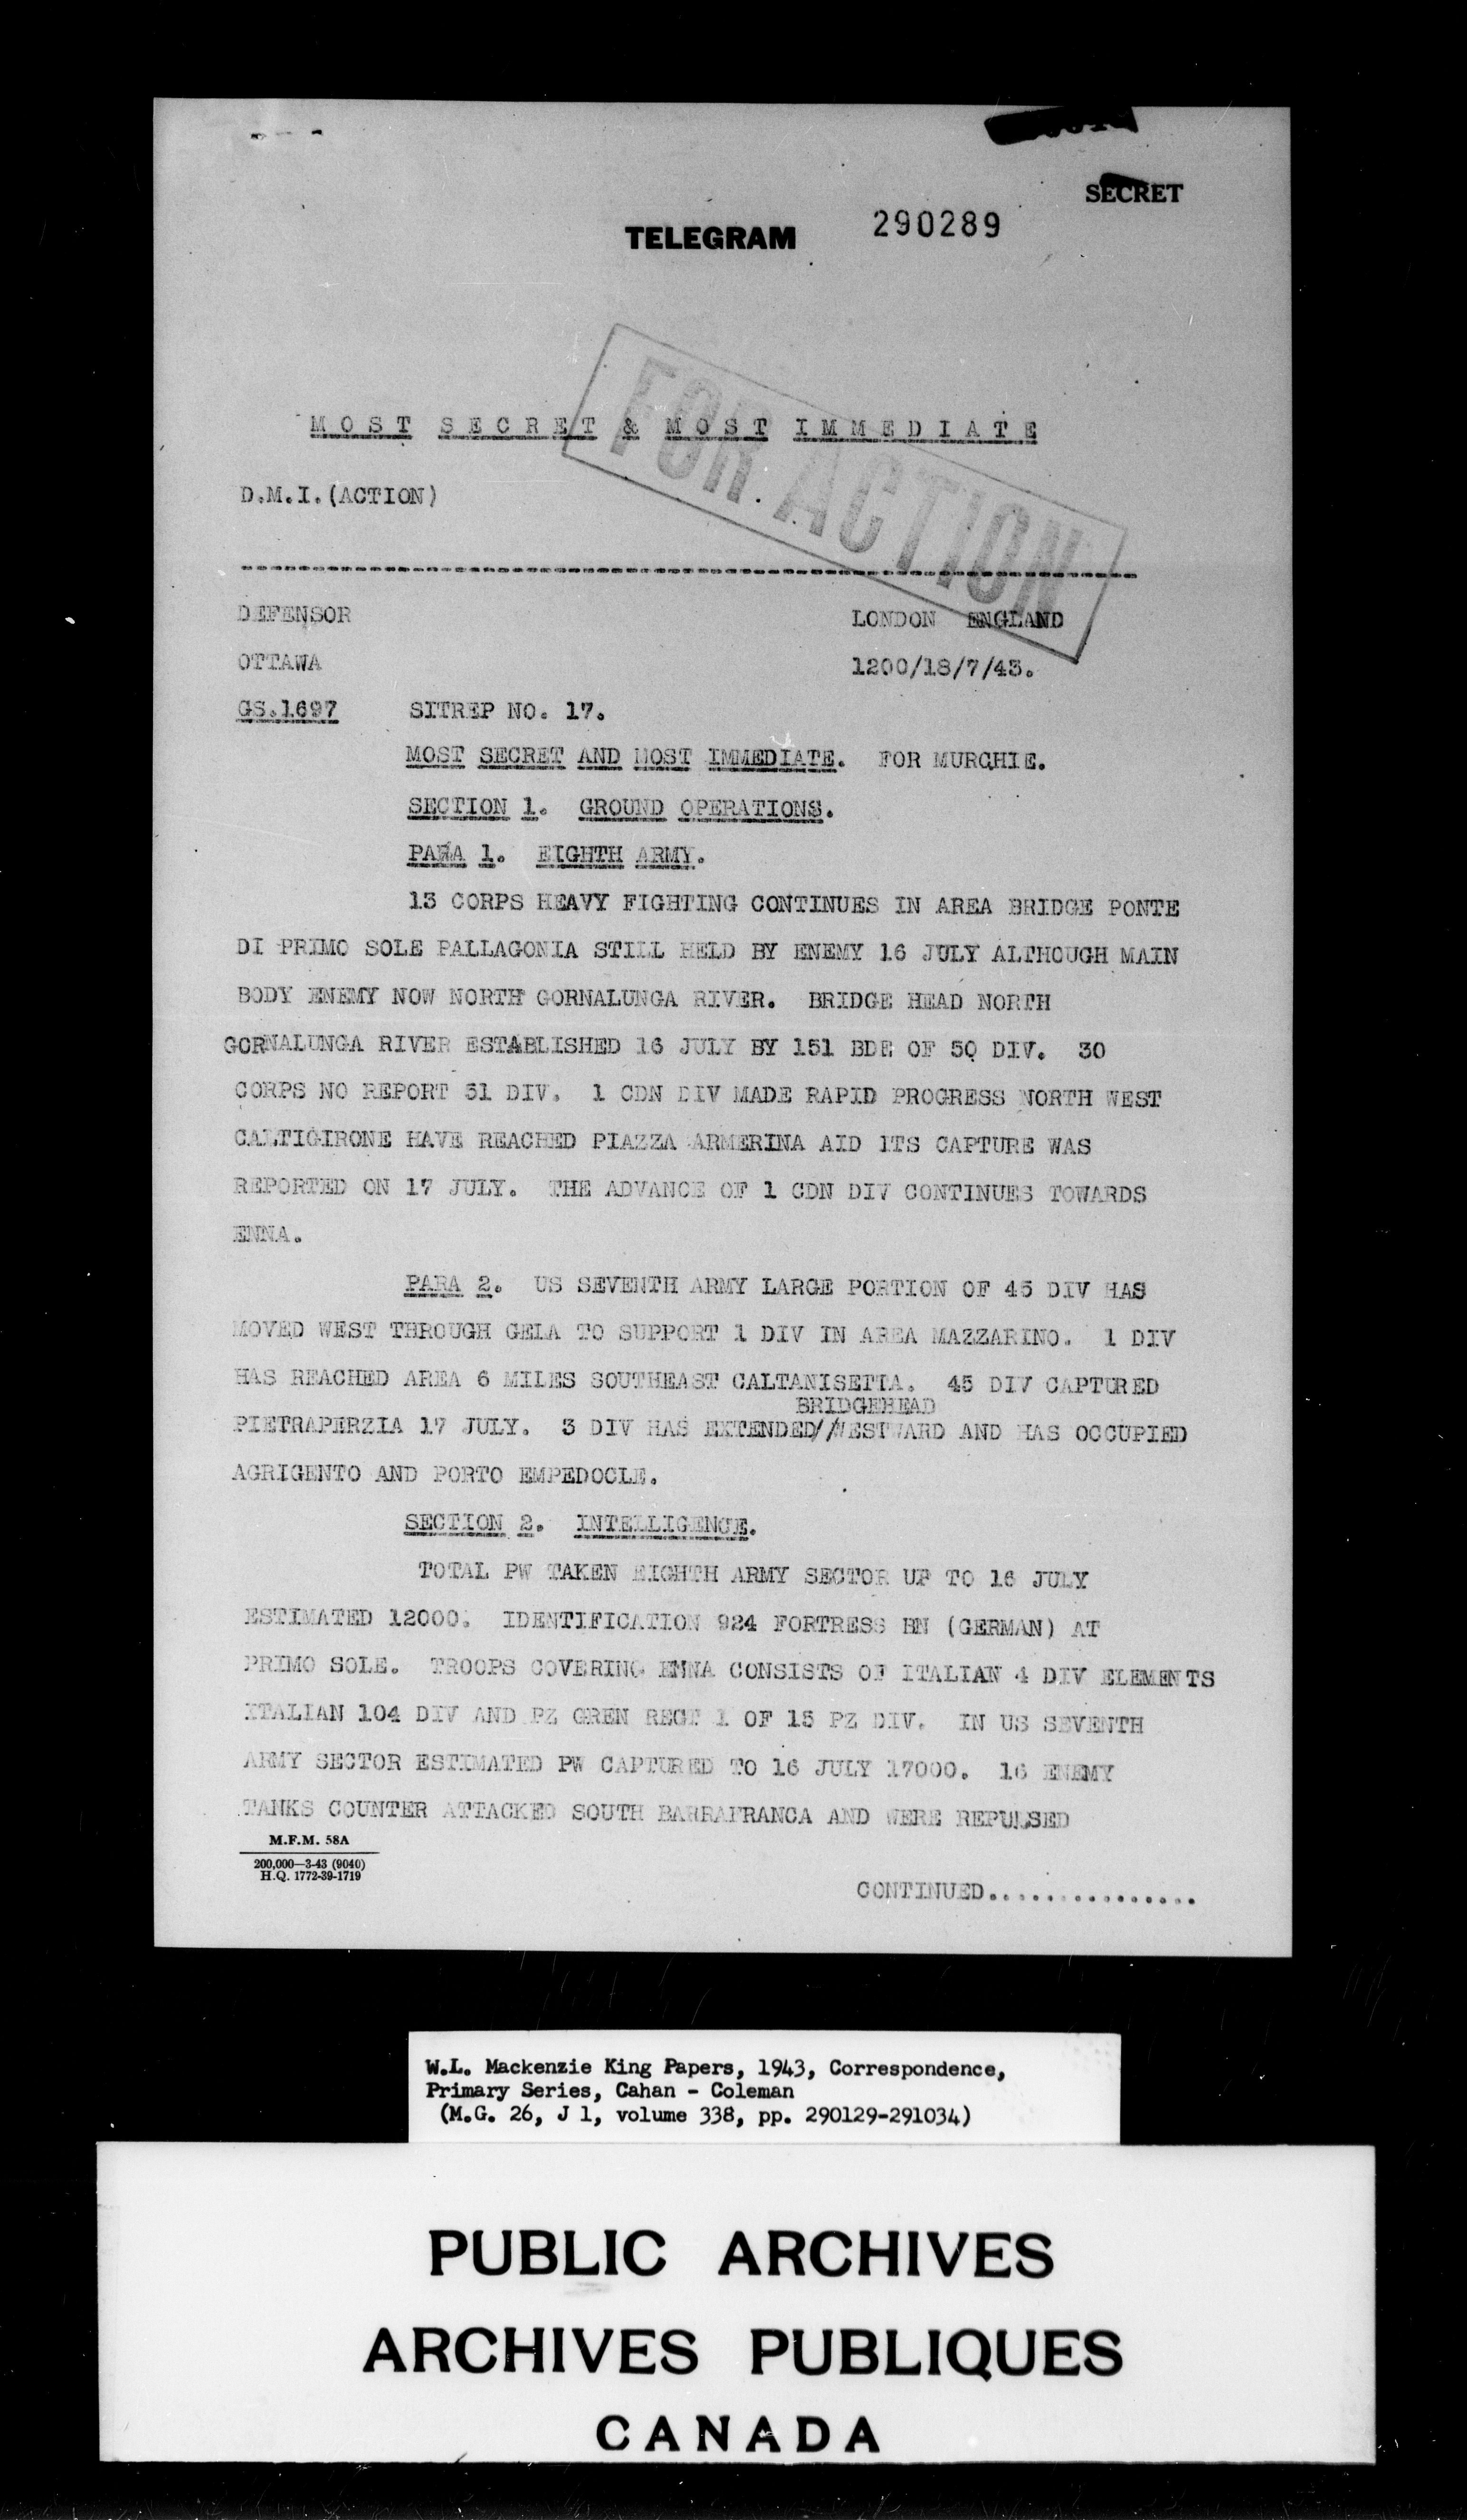 SECRET
TELEGRAM 290289
FOR ACTION
MOST SECRET & MOST IMMEDIATE
D.M.I.(ACTION)
DEFENSOR LONDON ENGLAND
OTTAWA 1200/18/7/43.
GS.1697 SITREP NO. 17.
MOST SECRET AND MOST IMMEDIATE. FOR MURCHIE.
SECTION 1. GROUND OPERATIONS.
PARA 1. EIGHTH ARMY.
13 CORPS HEAVY FIGHTING CONTINUES IN AREA BRIDGE PONTE
DI PRIMO SOLE PALLAGONIA STILL HELD BY ENEMY 16 JULY ALTHOUGH MAIN
BODY ENEMY NOW NORTH GORNALUNGA RIVER. BRIDGE HEAD NORTH
GORNALUNGA RIVER ESTABLISHED 16 JULY BY 151 BDE OF 50 DIV. 30
CORPS NO REPORT 51 DIV. 1 CDN DIV MADE RAPID PROGRESS NORTH WEST
CALTIGIRONE HAVE REACHED PIAZZA ARMERINA AID ITS CAPTURE WAS
REPORTED ON 17 JULY. THE ADVANCE OF 1 CDN DIV CONTINUES TOWARDS
ENNA.
PARA 2. US SEVENTH ARMY LARGE PORTION OF 45 DIV HAS
MOVED WEST THROUGH GELA TO SUPPORT 1 DIV IN AREA MAZZARINO. 1 DIV
HAS REACHED AREA 6 MILES SOUTHEAST CALTANISETTA. 45 DIV CAPTURED
BRIDGEHEAD
PIETRAPERZIA 17 JULY. 3 DIV HAS EXTENDED//WESTWARD AND HAS OCCUPIED
AGRIGENTO AND PORTO EMPEDOCLE.
SECTION 2. INTELLIGENCE.
TOTAL PW TAKEN EIGHTH ARMY SECTOR UP TO 16 JULY
ESTIMATED 12000. IDENTIFICATION 924 FORTRESS BN (GERMAN) AT
PRIMO SOLE. TROOPS COVERING ENNA CONSISTS OF ITALIAN 4 DIV ELEMENTS
ITALIAN 104 DIV AND PZ GREN REGT 1 OF 15 PZ DIV. IN US SEVENTH
ARMY SECTOR ESTIMATED PW CAPTURED TO 16 JULY 17000. 16 ENEMY
TANKS COUNTER ATTACKED SOUTH BARRAFRANCA AND WERE REPULSED
M.F.M. 58A
200,000—3-43 (9040)
H.Q. 1772-39-1719
CONTINUED................
W.L. Mackenzie King Papers, 1943, Correspondence,
Primary Series, Cahan - Coleman
(M.G. 26, J 1, volume 338, pp. 290129-291034)
PUBLIC ARCHIVES
ARCHIVES PUBLIQUES
CANADA